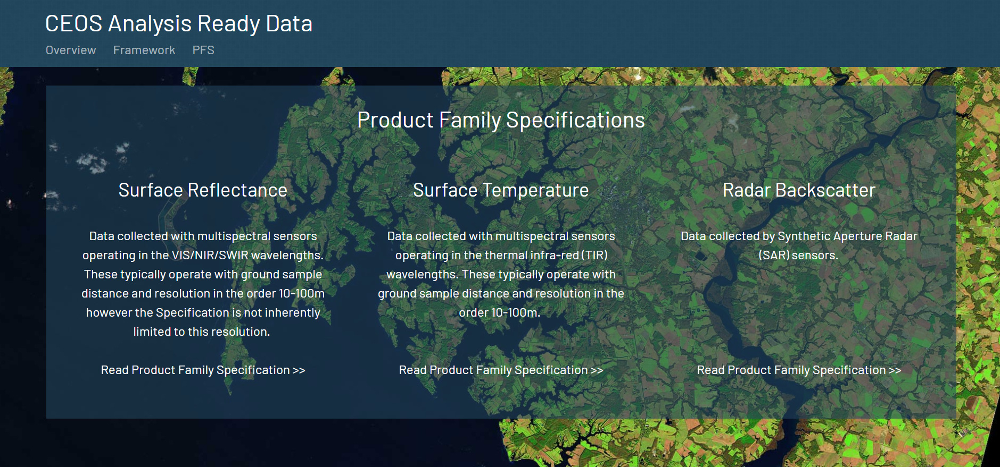 CEOS Analysis Ready Data
Overview Framework PFS
Product Family Specifications
Surface Reflectance
Data collected with multispectral sensors
operating in the VIS/NIR/SWIR wavelengths.
These typically operate with ground sample
distance and resolution in the order 10-100m
however the Specification is not inherently
limited to this resolution.
Read Product Family Specification >>
Surface Temperature
Data collected with multispectral sensors
operating in the thermal infra-red (TIR)
wavelengths. These typically operate with
ground sample distance and resolution in the
order 10-100m.
Read Product Family Specification >>
Radar Backscatter
Data collected by Synthetic Aperture Radar
(SAR) sensors.
Read Product Family Specification >>